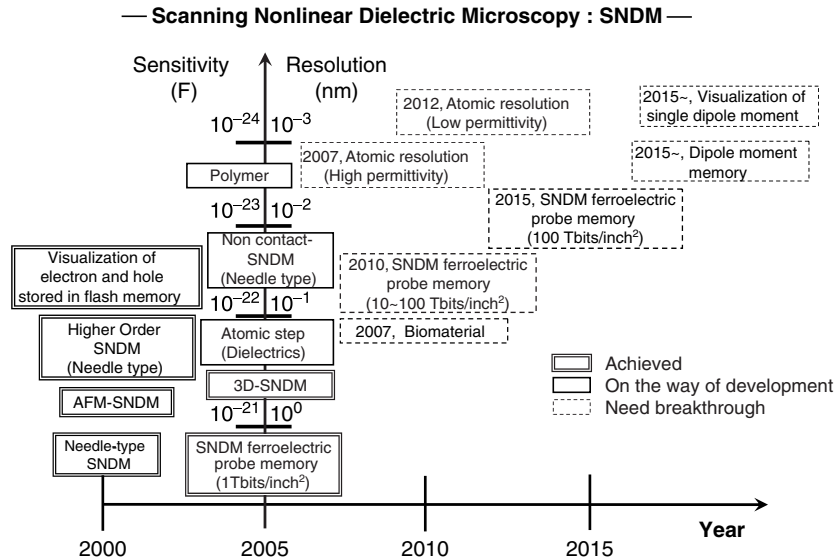 — Scanning Nonlinear Dielectric Microscopy : SNDM —
Sensitivity
(F)
Resolution
(nm)
10⁻²⁴
10⁻³
2012, Atomic resolution
(Low permittivity)
2015~, Visualization of
single dipole moment
Polymer
2007, Atomic resolution
(High permittivity)
2015~, Dipole moment
memory
10⁻²³
10⁻²
2015, SNDM ferroelectric
probe memory
(100 Tbits/inch²)
Visualization of
electron and hole
stored in flash memory
Non contact-
SNDM
(Needle type)
2010, SNDM ferroelectric
probe memory
(10~100 Tbits/inch²)
10⁻²²
10⁻¹
Higher Order
SNDM
(Needle type)
Atomic step
(Dielectrics)
2007, Biomaterial
3D-SNDM
AFM-SNDM
10⁻²¹
10⁰
Needle-type
SNDM
SNDM ferroelectric
probe memory
(1Tbits/inch²)
Achieved
On the way of development
Need breakthrough
Year
2000
2005
2010
2015